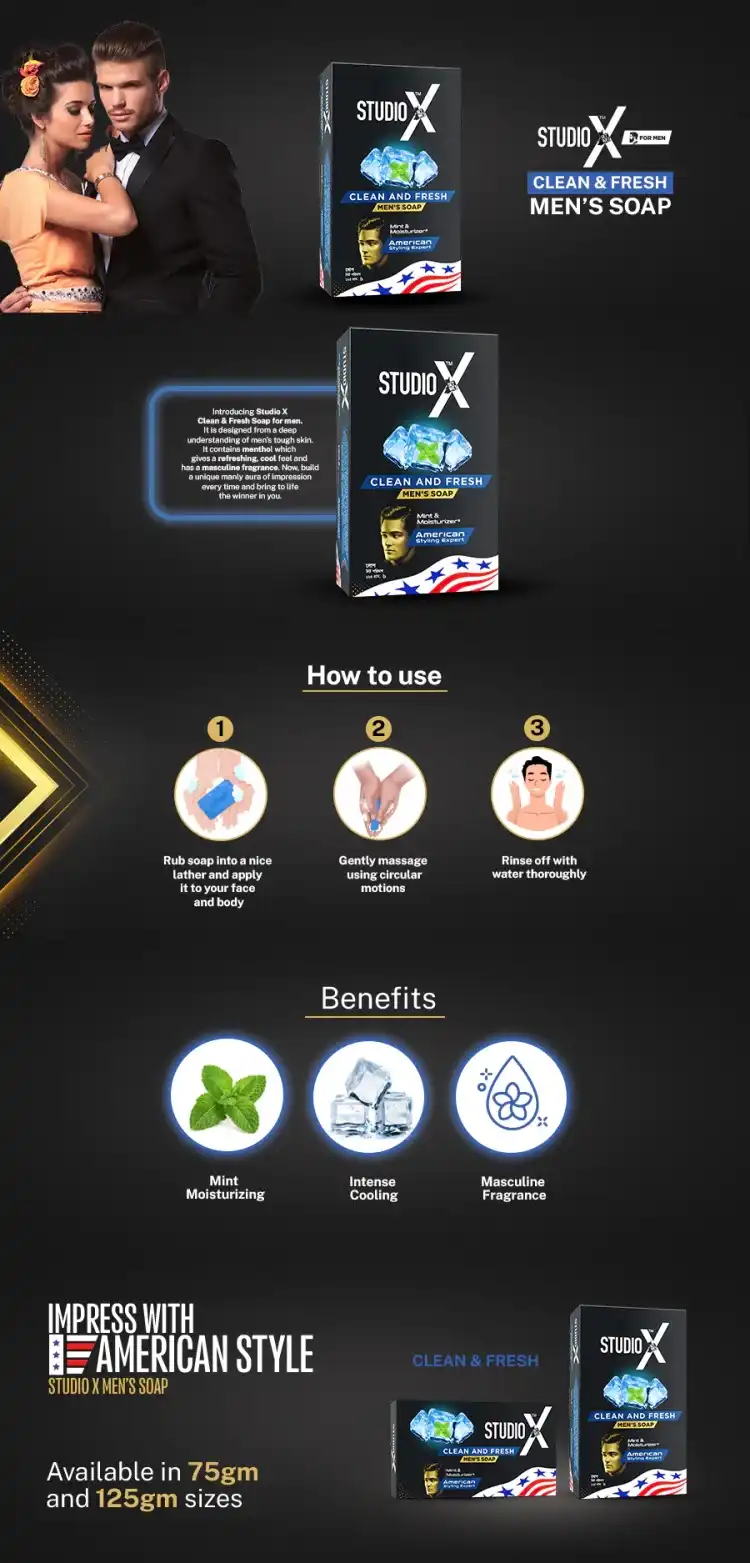 STUDIO X™
CLEAN AND FRESH
MEN'S SOAP
Mint &
Moisturizer*
American
Styling Expert
STUDIO X™ FOR MEN
CLEAN & FRESH
MEN'S SOAP
Introducing Studio X
Clean & Fresh Soap for men.
It is designed from a deep
understanding of men's tough skin.
It contains menthol which
gives a refreshing, cool feel and
has a masculine fragrance. Now, build
a unique manly aura of impression
every time and bring to life
the winner in you.
STUDIO X
STUDIO X™
CLEAN AND FRESH
MEN'S SOAP
Mint &
Moisturizer*
American
Styling Expert
How to use
1 2 3
Rub soap into a nice
lather and apply
it to your face
and body
Gently massage
using circular
motions
Rinse off with
water thoroughly
Benefits
Mint
Moisturizing
Intense
Cooling
Masculine
Fragrance
IMPRESS WITH
AMERICAN STYLE
STUDIO X MEN'S SOAP
Available in 75gm
and 125gm sizes
CLEAN & FRESH
STUDIO X
CLEAN AND FRESH
MEN'S SOAP
Mint &
Moisturizer*
American
Styling Expert
STUDIO X
CLEAN AND FRESH
MEN'S SOAP
Mint &
Moisturizer*
American
Styling Expert